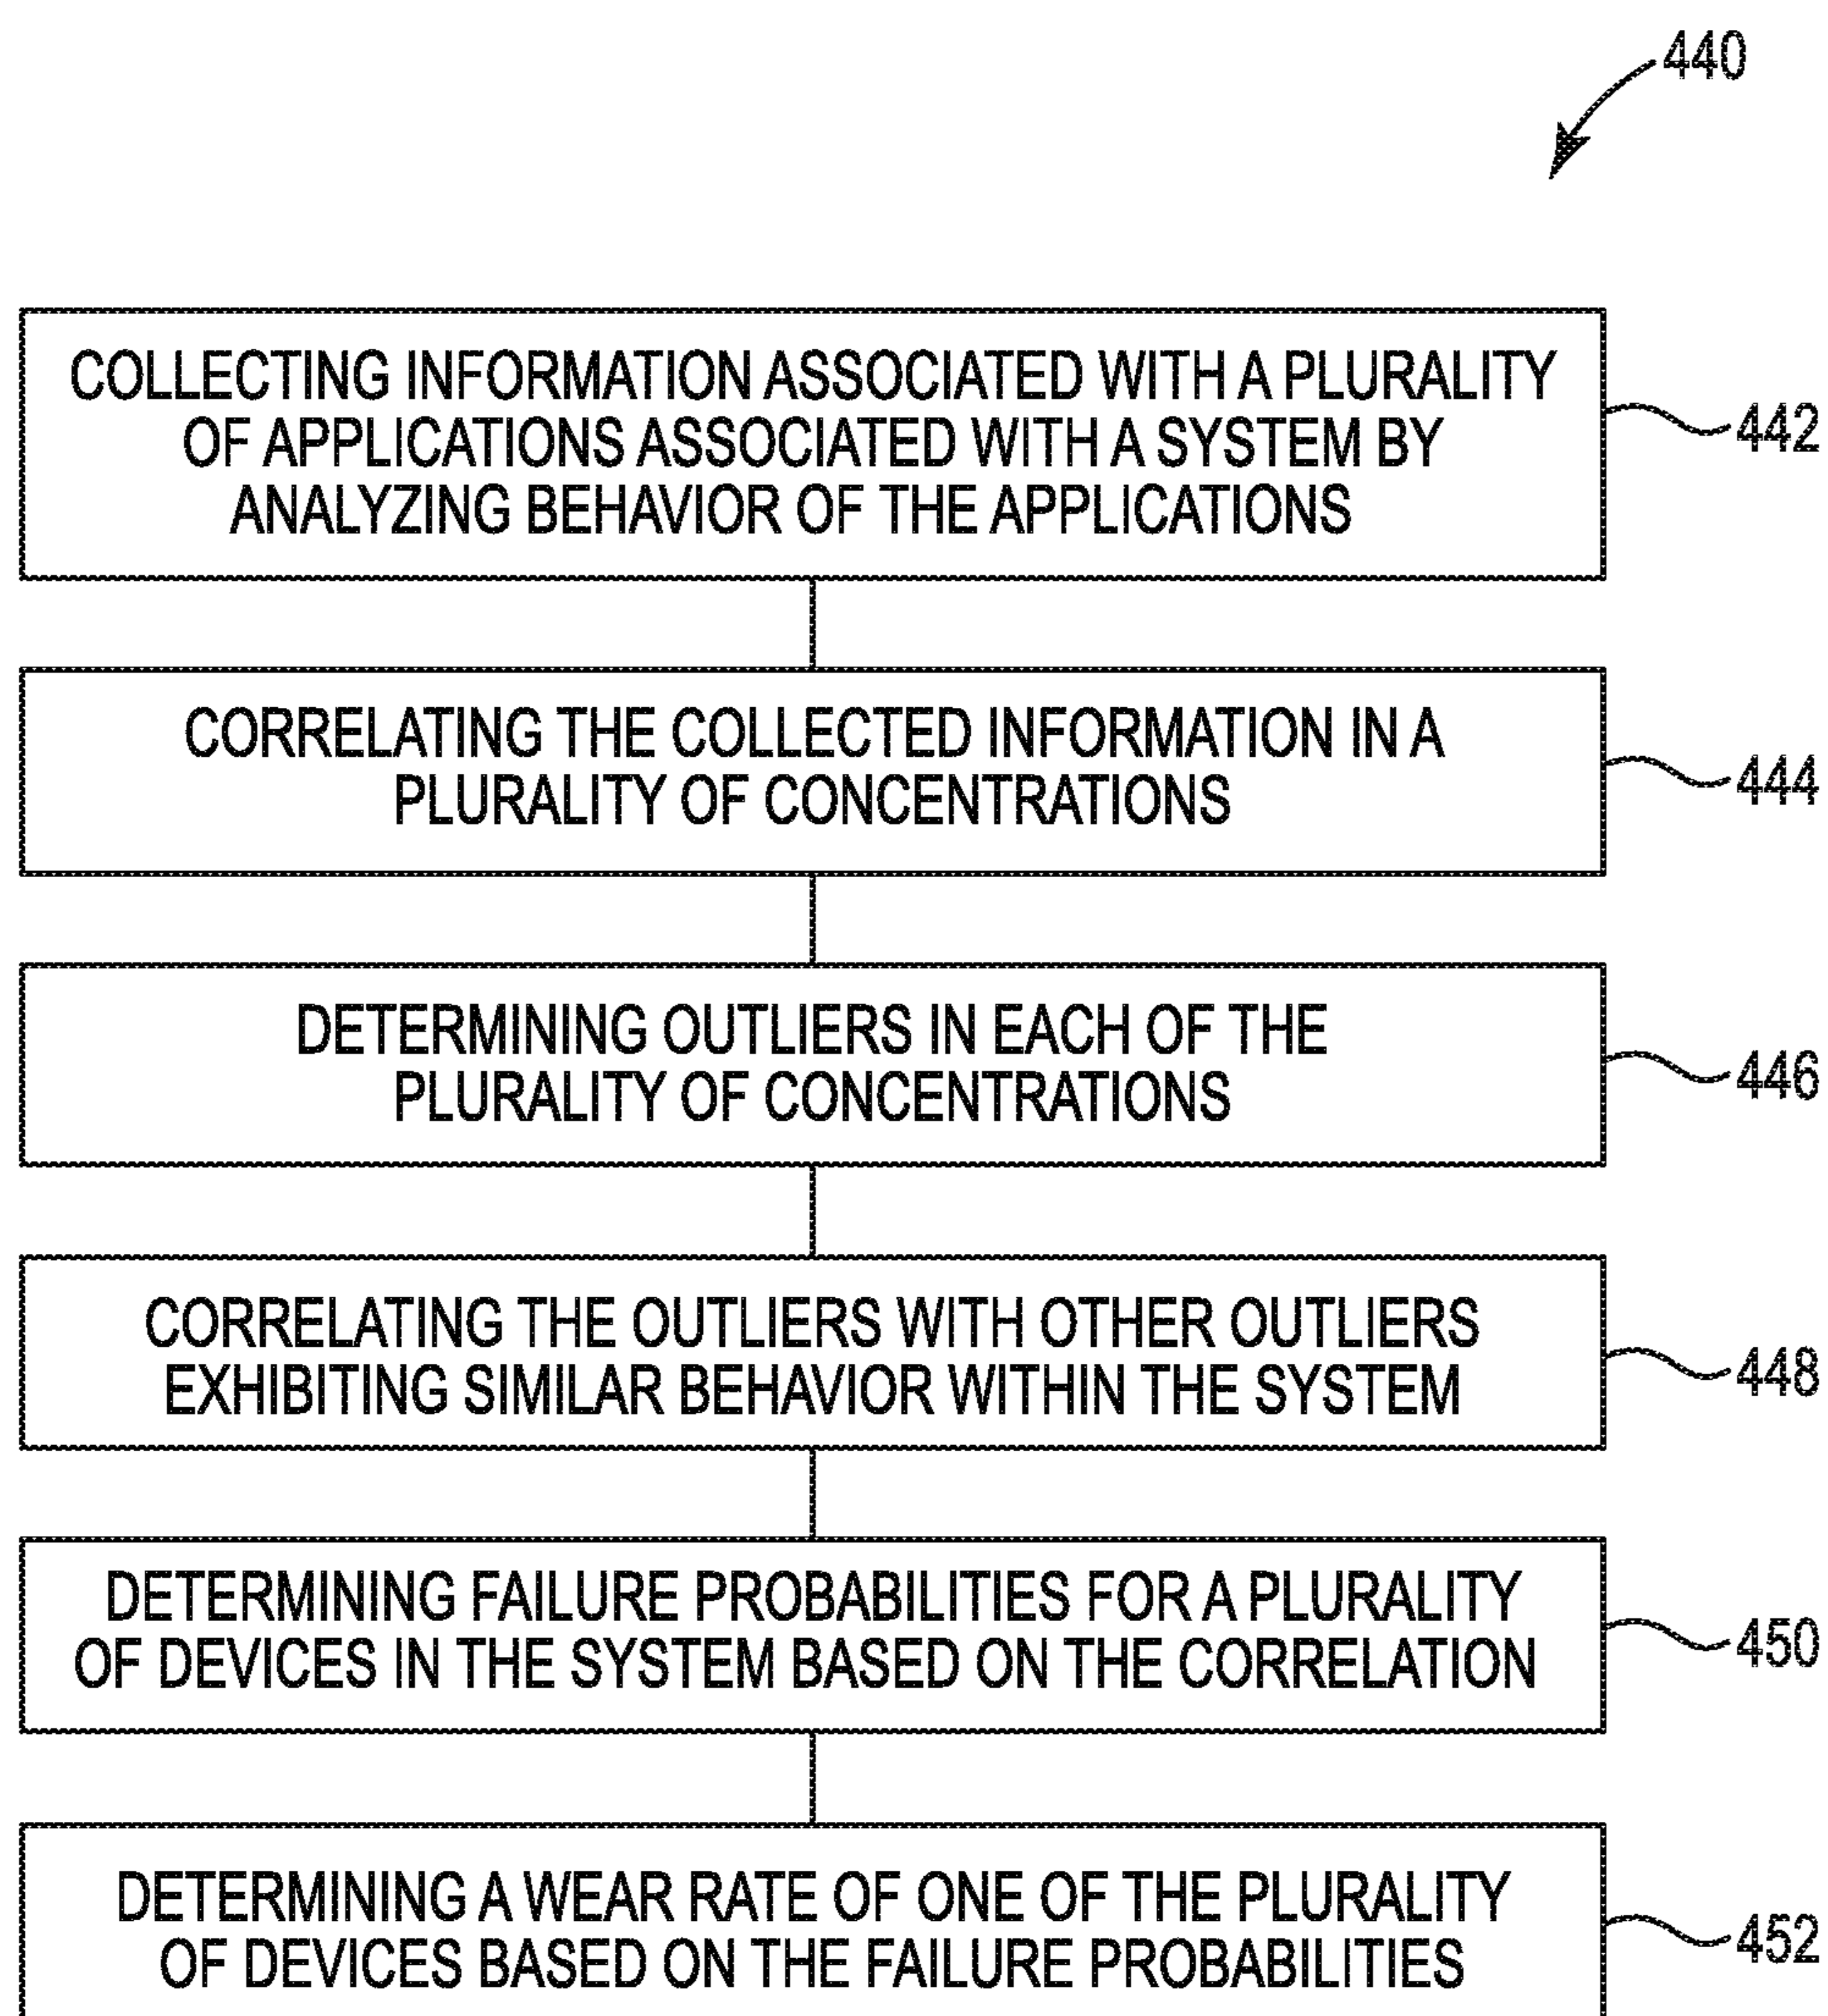 440
COLLECTING INFORMATION ASSOCIATED WITH A PLURALITY
OF APPLICATIONS ASSOCIATED WITH A SYSTEM BY
ANALYZING BEHAVIOR OF THE APPLICATIONS
442
CORRELATING THE COLLECTED INFORMATION IN A
PLURALITY OF CONCENTRATIONS
444
DETERMINING OUTLIERS IN EACH OF THE
PLURALITY OF CONCENTRATIONS
446
CORRELATING THE OUTLIERS WITH OTHER OUTLIERS
EXHIBITING SIMILAR BEHAVIOR WITHIN THE SYSTEM
448
DETERMINING FAILURE PROBABILITIES FOR A PLURALITY
OF DEVICES IN THE SYSTEM BASED ON THE CORRELATION
450
DETERMINING A WEAR RATE OF ONE OF THE PLURALITY
OF DEVICES BASED ON THE FAILURE PROBABILITIES
452